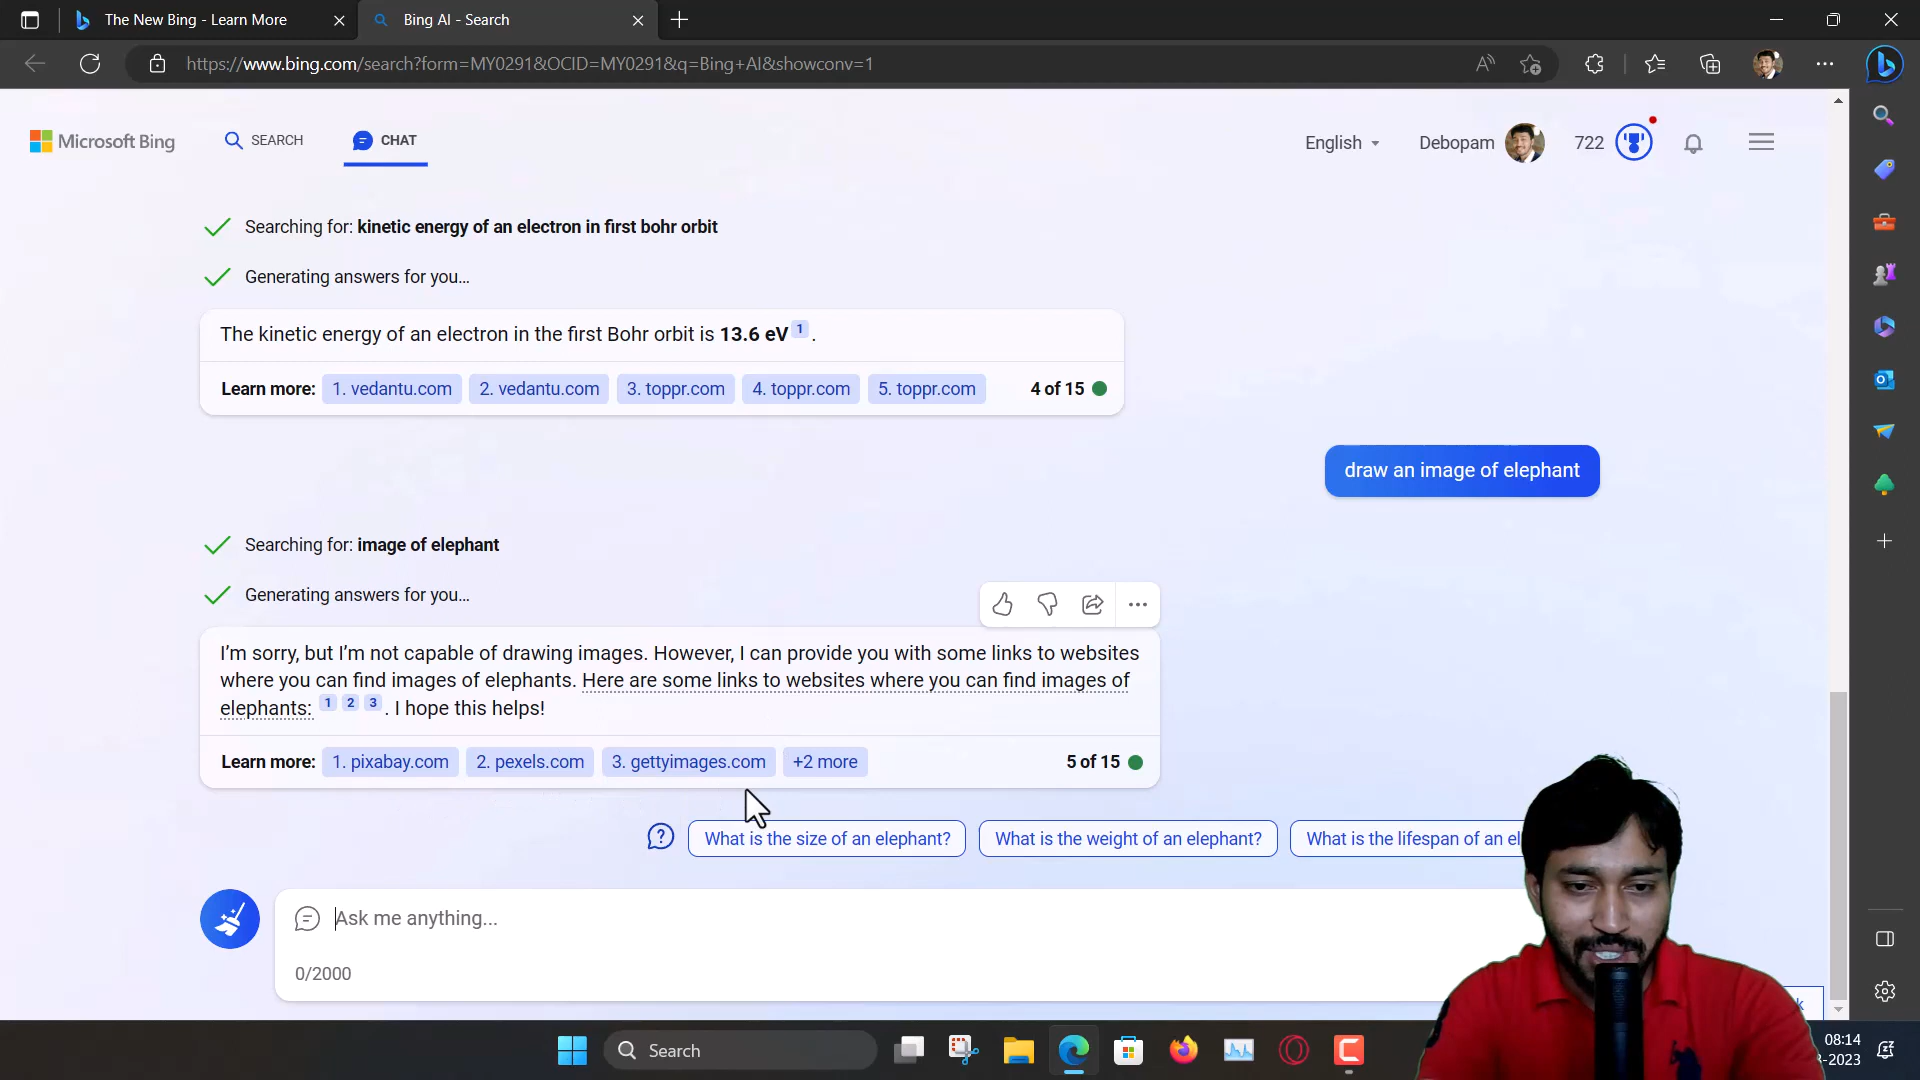 The New Bing - Learn More
Bing AI - Search
https://www.bing.com/search?form=MY0291&OCID=MY0291&q=Bing+AI&showconv=1
Microsoft Bing
SEARCH
CHAT
English
Debopam
722
Searching for: kinetic energy of an electron in first bohr orbit
Generating answers for you...
The kinetic energy of an electron in the first Bohr orbit is 13.6 eV 1 .
Learn more: 1. vedantu.com 2. vedantu.com 3. toppr.com 4. toppr.com 5. toppr.com 4 of 15
draw an image of elephant
Searching for: image of elephant
Generating answers for you...
I'm sorry, but I'm not capable of drawing images. However, I can provide you with some links to websites
where you can find images of elephants. Here are some links to websites where you can find images of
elephants: 1 2 3 . I hope this helps!
Learn more: 1. pixabay.com 2. pexels.com 3. gettyimages.com +2 more 5 of 15
What is the size of an elephant?
What is the weight of an elephant?
What is the lifespan of an el
Ask me anything...
0/2000
Search
08:14
-2023